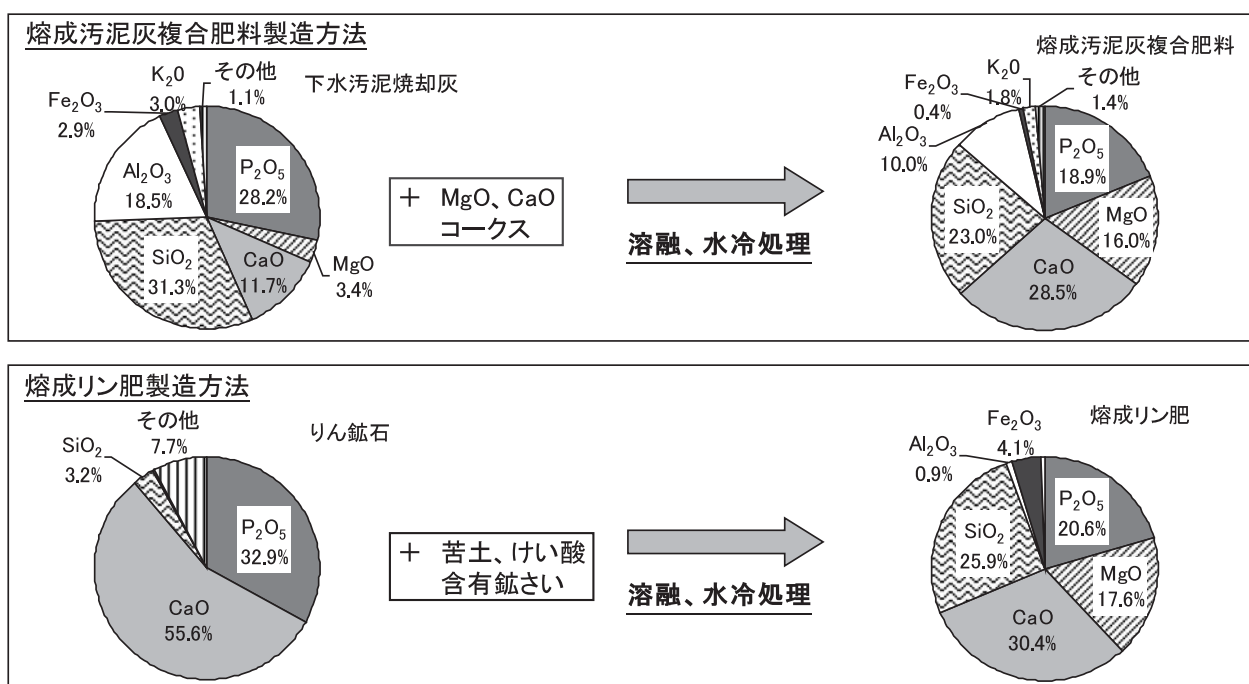 熔成汚泥灰複合肥料製造方法
下水汚泥焼却灰
K₂0
3.0%
その他
1.1%
Fe₂O₃
2.9%
Al₂O₃
18.5%
P₂O₅
28.2%
SiO₂
31.3%
CaO
11.7%
MgO
3.4%
+ MgO、CaO
コークス
溶融、水冷処理
熔成汚泥灰複合肥料
K₂0
1.8%
その他
1.4%
Fe₂O₃
0.4%
Al₂O₃
10.0%
P₂O₅
18.9%
SiO₂
23.0%
MgO
16.0%
CaO
28.5%
熔成リン肥製造方法
りん鉱石
その他
7.7%
SiO₂
3.2%
P₂O₅
32.9%
CaO
55.6%
+ 苦土、けい酸
含有鉱さい
溶融、水冷処理
熔成リン肥
Fe₂O₃
4.1%
Al₂O₃
0.9%
P₂O₅
20.6%
SiO₂
25.9%
MgO
17.6%
CaO
30.4%